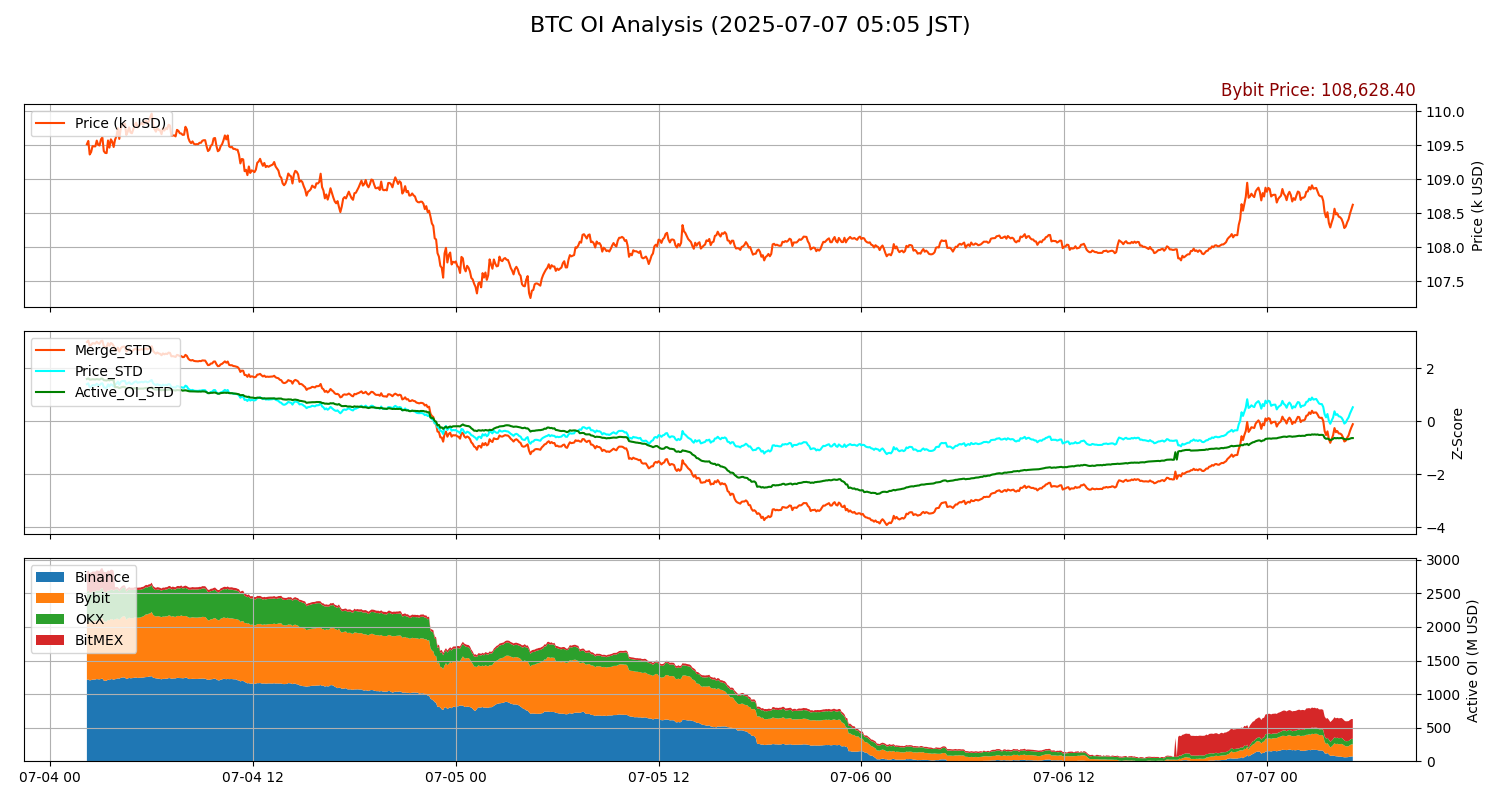 BTC OI Analysis (2025-07-07 05:05 JST)
Bybit Price: 108,628.40
Price (k USD)
110.0
109.5
109.0
108.5
108.0
107.5
Price (k USD)
Merge_STD
Price_STD
Active_OI_STD
2
0
−2
−4
Z-Score
Binance
Bybit
OKX
BitMEX
3000
2500
2000
1500
1000
500
0
Active OI (M USD)
07-04 00 07-04 12 07-05 00 07-05 12 07-06 00 07-06 12 07-07 00